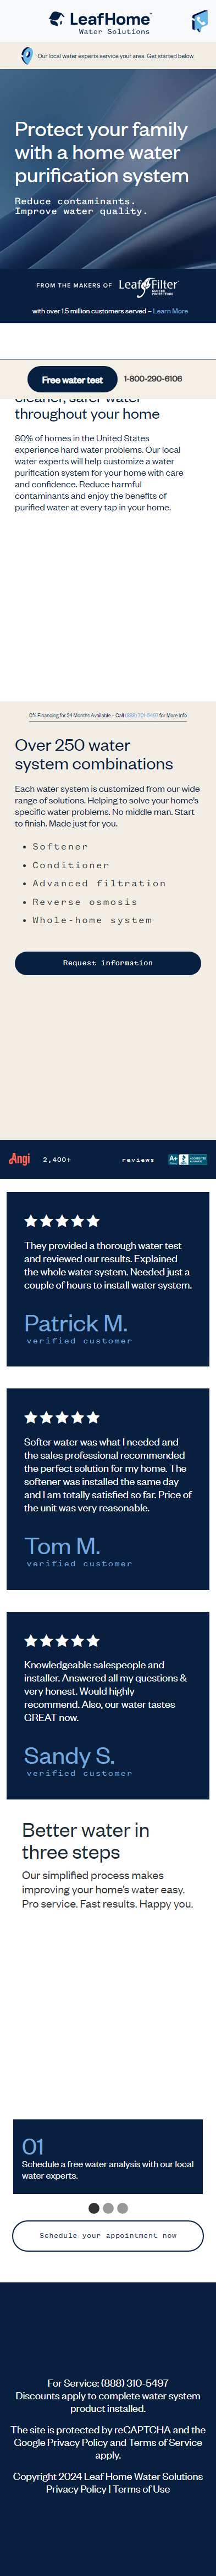 LeafHome
Water Solutions
Our local water experts service your area. Get started below.
Protect your family
with a home water
purification system
Reduce contaminants.
Improve water quality.
FROM THE MAKERS OF LeafFilter
GUTTER
PROTECTION
with over 1.5 million customers served – Learn More
Free water test 1-800-290-6106
cleaner, safer water
throughout your home
80% of homes in the United States
experience hard water problems. Our local
water experts will help customize a water
purification system for your home with care
and confidence. Reduce harmful
contaminants and enjoy the benefits of
purified water at every tap in your home.
0% Financing for 24 Months Available – Call (888) 701-5497 for More Info
Over 250 water
system combinations
Each water system is customized from our wide
range of solutions. Helping to solve your home's
specific water problems. No middle man. Start
to finish. Made just for you.
• Softener
• Conditioner
• Advanced filtration
• Reverse osmosis
• Whole-home system
Request information
Angi 2,400+ reviews A+ BBB ACCREDITED BUSINESS
They provided a thorough water test
and reviewed our results. Explained
the whole water system. Needed just a
couple of hours to install water system.
Patrick M.
verified customer
Softer water was what I needed and
the sales professional recommended
the perfect solution for my home. The
softener was installed the same day
and I am totally satisfied so far. Price of
the unit was very reasonable.
Tom M.
verified customer
Knowledgeable salespeople and
installer. Answered all my questions &
very honest. Would highly
recommend. Also, our water tastes
GREAT now.
Sandy S.
verified customer
Better water in
three steps
Our simplified process makes
improving your home's water easy.
Pro service. Fast results. Happy you.
01
Schedule a free water analysis with our local
water experts.
Schedule your appointment now
For Service: (888) 310-5497
Discounts apply to complete water system
product installed.
The site is protected by reCAPTCHA and the
Google Privacy Policy and Terms of Service
apply.
Copyright 2024 Leaf Home Water Solutions
Privacy Policy | Terms of Use